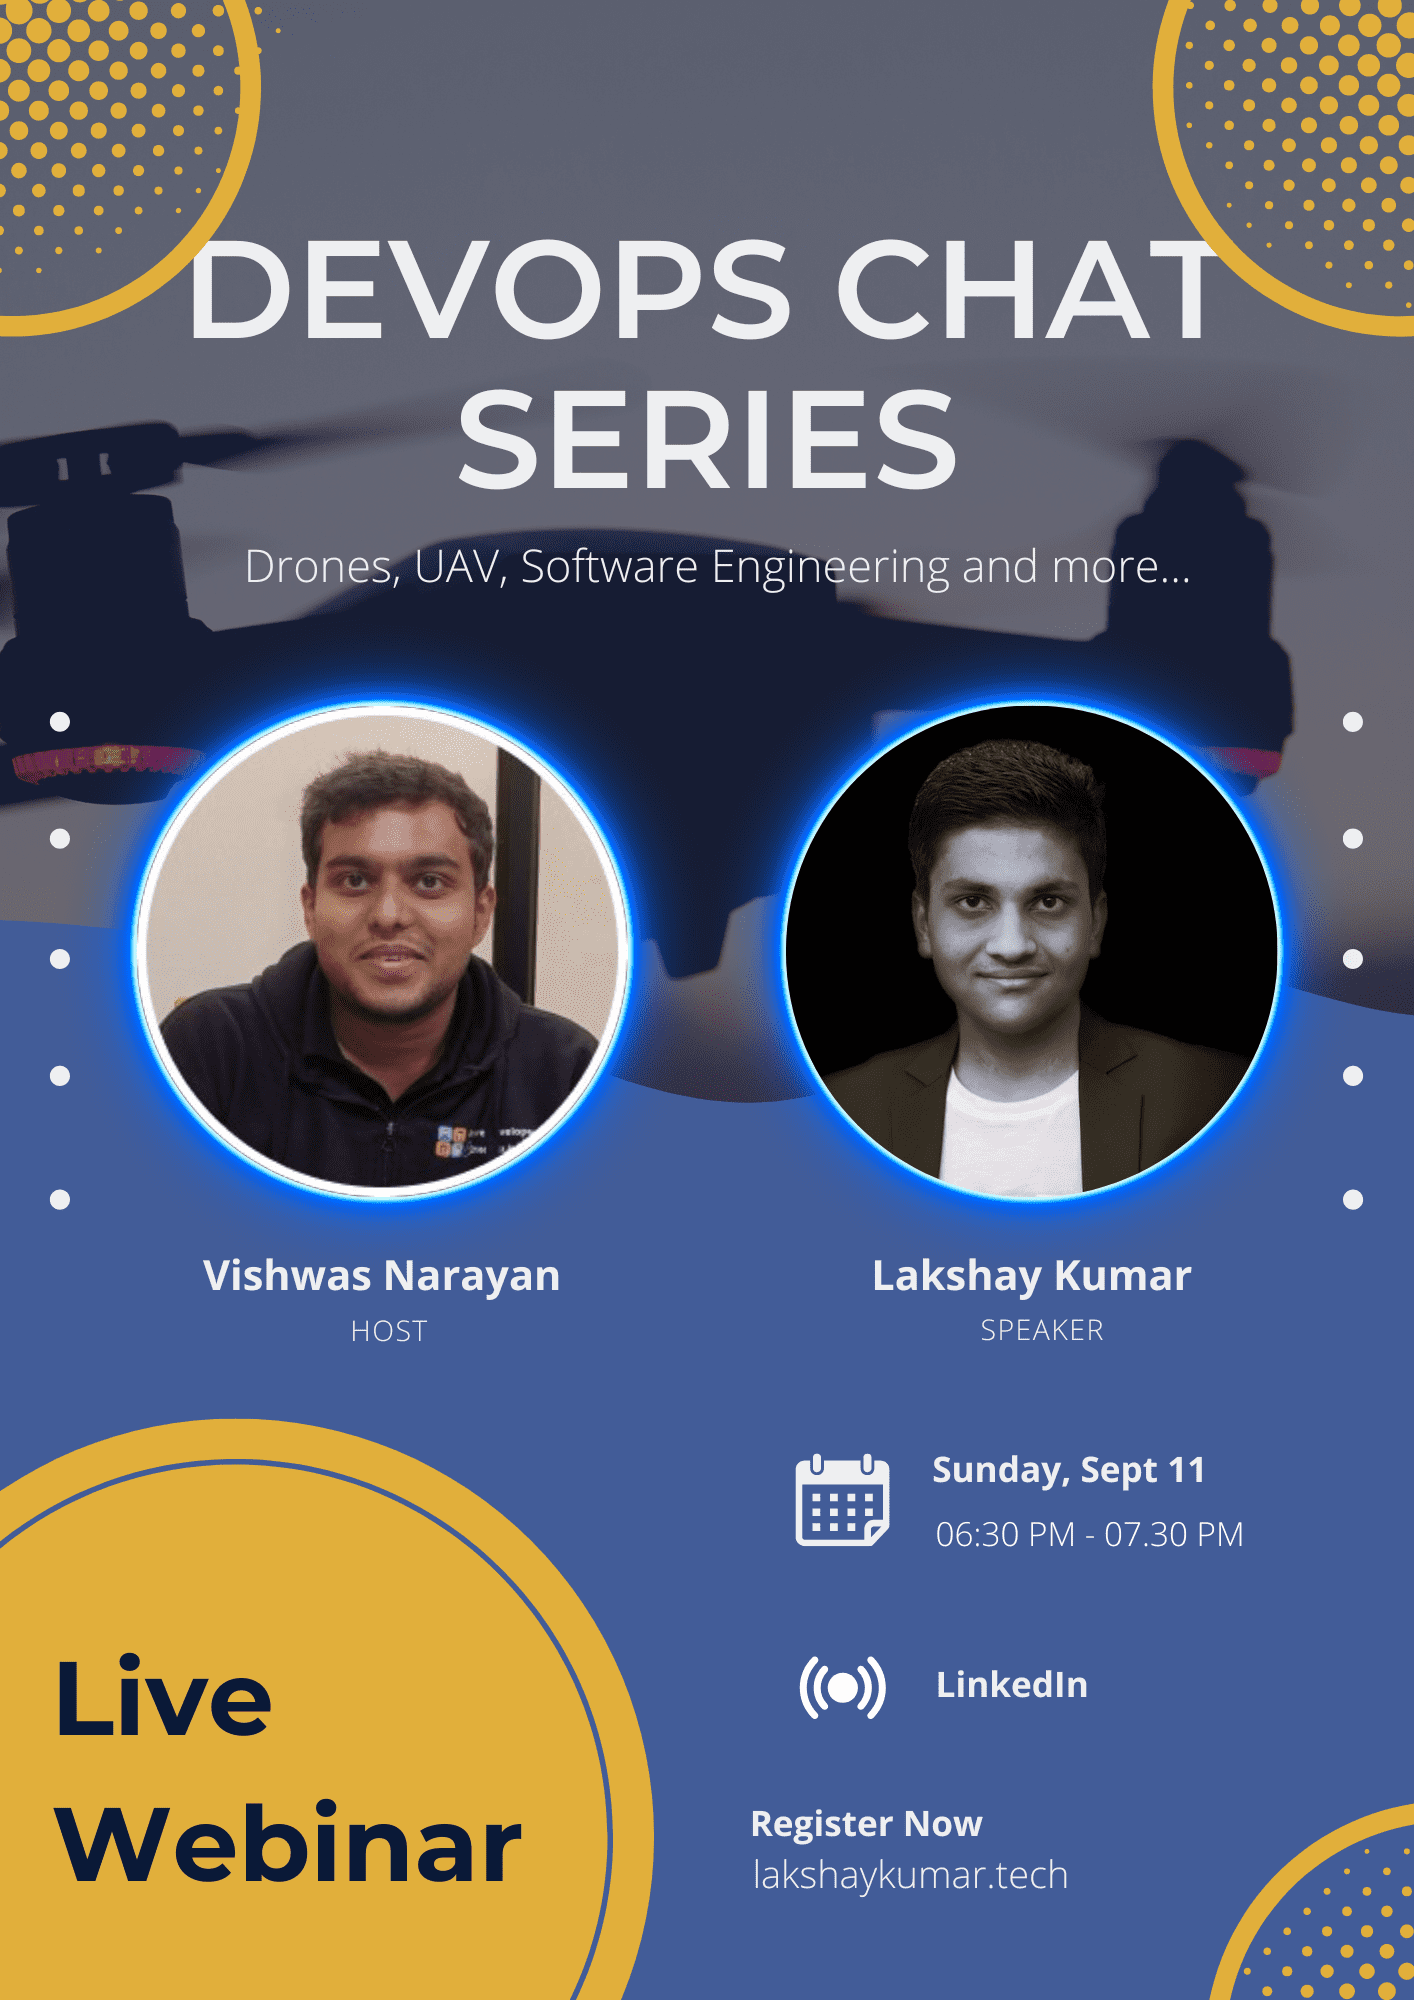 DEVOPS CHAT
SERIES
Drones, UAV, Software Engineering and more...
Vishwas Narayan
HOST
Lakshay Kumar
SPEAKER
Sunday, Sept 11
06:30 PM - 07.30 PM
LinkedIn
Live
Webinar
Register Now
lakshaykumar.tech